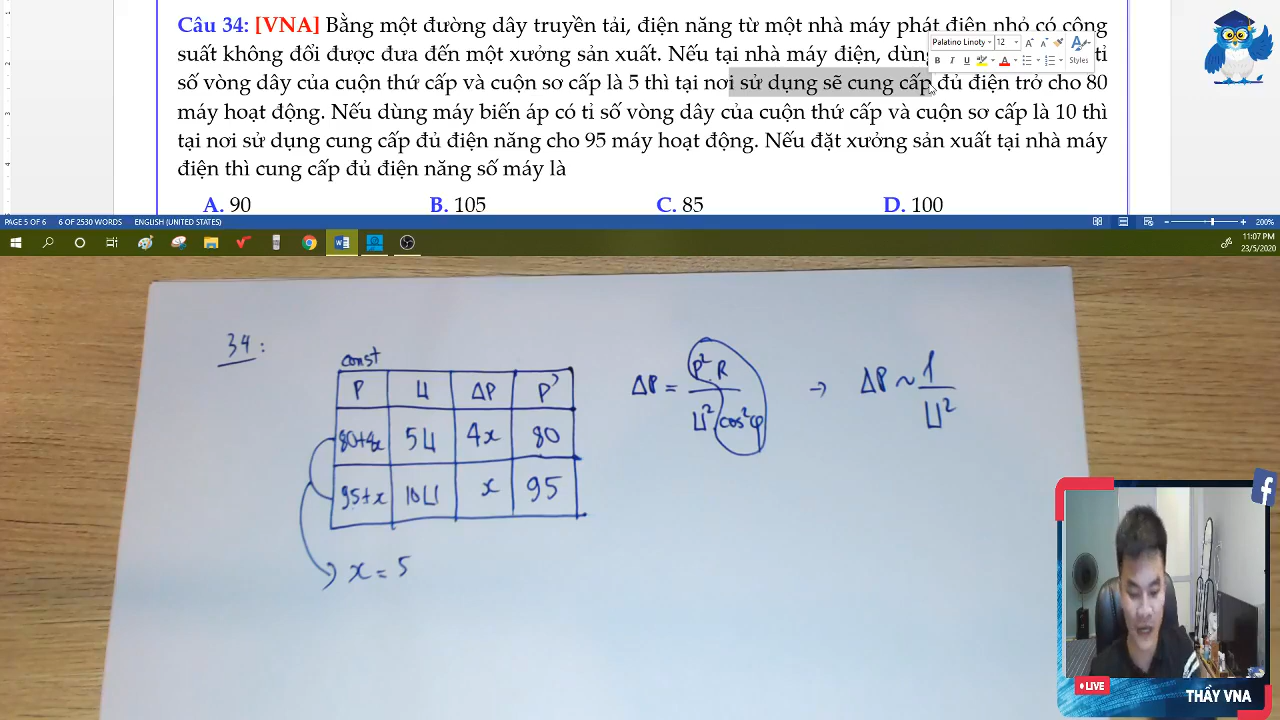 Câu 34: [VNA] Bằng một đường dây truyền tải, điện năng từ một nhà máy phát điện nhỏ có công
suất không đổi được đưa đến một xưởng sản xuất. Nếu tại nhà máy điện, dùng tỉ
số vòng dây của cuộn thứ cấp và cuộn sơ cấp là 5 thì tại nơi sử dụng sẽ cung cấp đủ điện trở cho 80
máy hoạt động. Nếu dùng máy biến áp có tỉ số vòng dây của cuộn thứ cấp và cuộn sơ cấp là 10 thì
tại nơi sử dụng cung cấp đủ điện năng cho 95 máy hoạt động. Nếu đặt xưởng sản xuất tại nhà máy
điện thì cung cấp đủ điện năng số máy là
A. 90 B. 105 C. 85 D. 100
Palatino Linoty 12 A A
B I U A Styles
PAGE 5 OF 6 6 OF 2530 WORDS ENGLISH (UNITED STATES) 200%
11:07 PM
23/5/2020
34:
const
P U ΔP P'
80+4x 5U 4x 80
95+x 10U x 95
x = 5
ΔP = P²R / U² cos²φ → ΔP ~ 1 / U²
LIVE
THẦY VNA